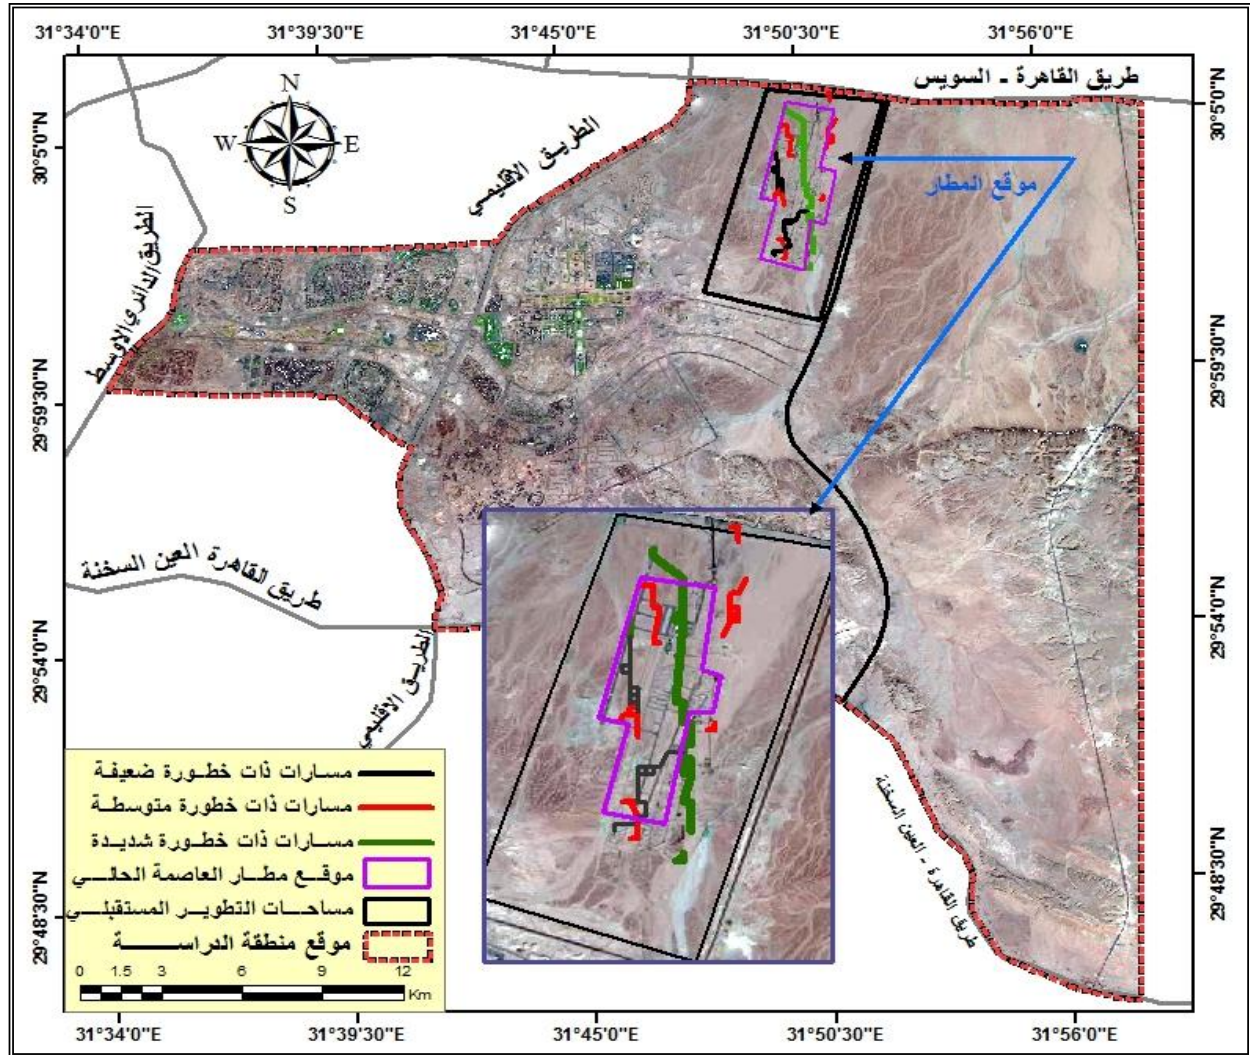 31°34'0"E 31°39'30"E 31°45'0"E 31°50'30"E 31°56'0"E
طريق القاهرة - السويس
30°5'0"N
30°5'0"N
N
W E
S
الطريق الاقليمي
موقع المطار
الطريق الدائري الاوسط
29°59'30"N
29°59'30"N
طريق القاهرة العين السخنة
29°54'0"N
29°54'0"N
الطريق الاقليمي
مسارات ذات خطورة ضعيفة
مسارات ذات خطورة متوسطة
مسارات ذات خطورة شديدة
موقع مطار العاصمة الحالي
مساحات التطوير المستقبلي
موقع منطقة الدراسة
طريق القاهرة - العين السخنة
29°48'30"N
29°48'30"N
0 1.5 3 6 9 12
Km
31°34'0"E 31°39'30"E 31°45'0"E 31°50'30"E 31°56'0"E